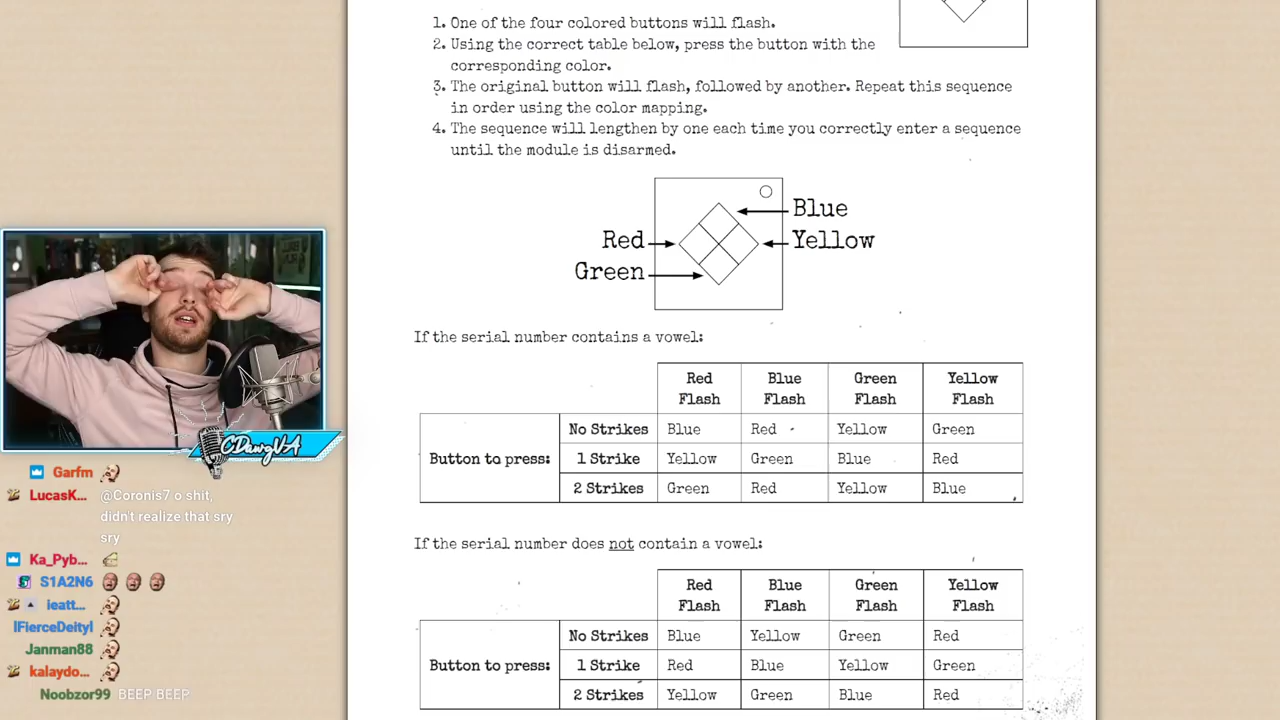 1. One of the four colored buttons will flash.
2. Using the correct table below, press the button with the
corresponding color.
3. The original button will flash, followed by another. Repeat this sequence
in order using the color mapping.
4. The sequence will lengthen by one each time you correctly enter a sequence
until the module is disarmed.
Blue
Red
Yellow
Green
If the serial number contains a vowel:
Red Flash Blue Flash Green Flash Yellow Flash
Button to press:
No Strikes Blue Red Yellow Green
1 Strike Yellow Green Blue Red
2 Strikes Green Red Yellow Blue
If the serial number does not contain a vowel:
Red Flash Blue Flash Green Flash Yellow Flash
Button to press:
No Strikes Blue Yellow Green Red
1 Strike Red Blue Yellow Green
2 Strikes Yellow Green Blue Red
CDawgVA
Garfm
LucasK... @Coronis7 o shit,
didn't realize that sry
sry
Ka_Pyb...
S1A2N6
ieatt...
lFierceDeityl
Janman88
kalaydo...
Noobzor99 BEEP BEEP